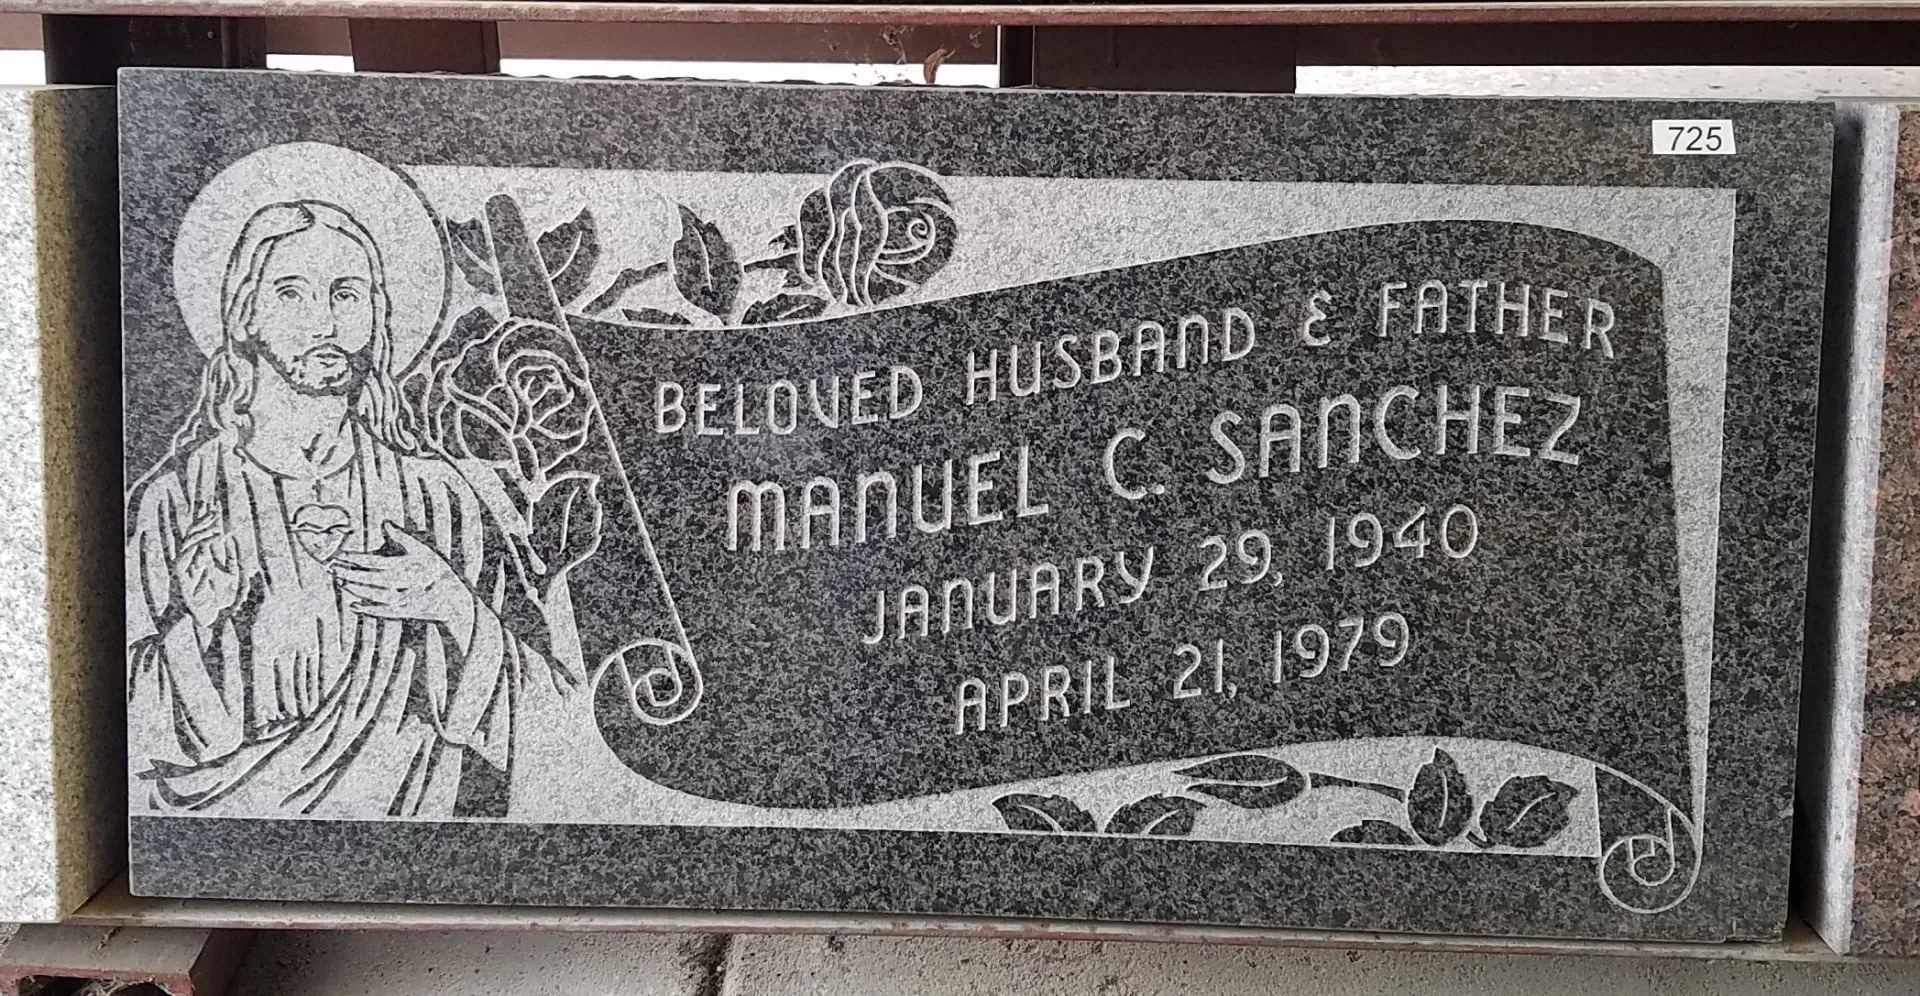 725
BELOVED HUSBAND & FATHER
MANUEL C. SANCHEZ
JANUARY 29, 1940
APRIL 21, 1979